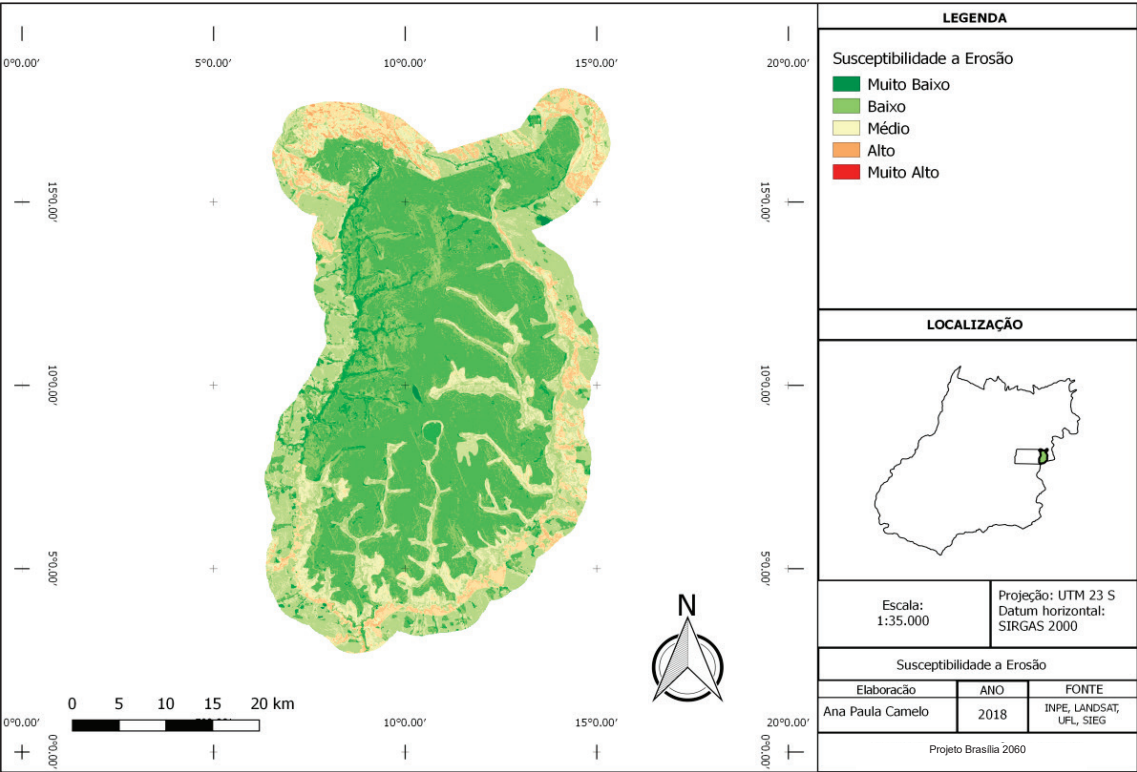 0°0.00'
5°0.00'
10°0.00'
15°0.00'
20°0.00'
15°0.00'
15°0.00'
10°0.00'
10°0.00'
5°0.00'
5°0.00'
N
0 5 10 15 20 km
0°0.00'
10°0.00'
15°0.00'
20°0.00'
0°0.00'
0°0.00'
LEGENDA
Susceptibilidade a Erosão
Muito Baixo
Baixo
Médio
Alto
Muito Alto
LOCALIZAÇÃO
Escala:
1:35.000
Projeção: UTM 23 S
Datum horizontal:
SIRGAS 2000
Susceptibilidade a Erosão
Elaboracão
ANO
FONTE
Ana Paula Camelo
2018
INPE, LANDSAT,
UFL, SIEG
Projeto Brasília 2060